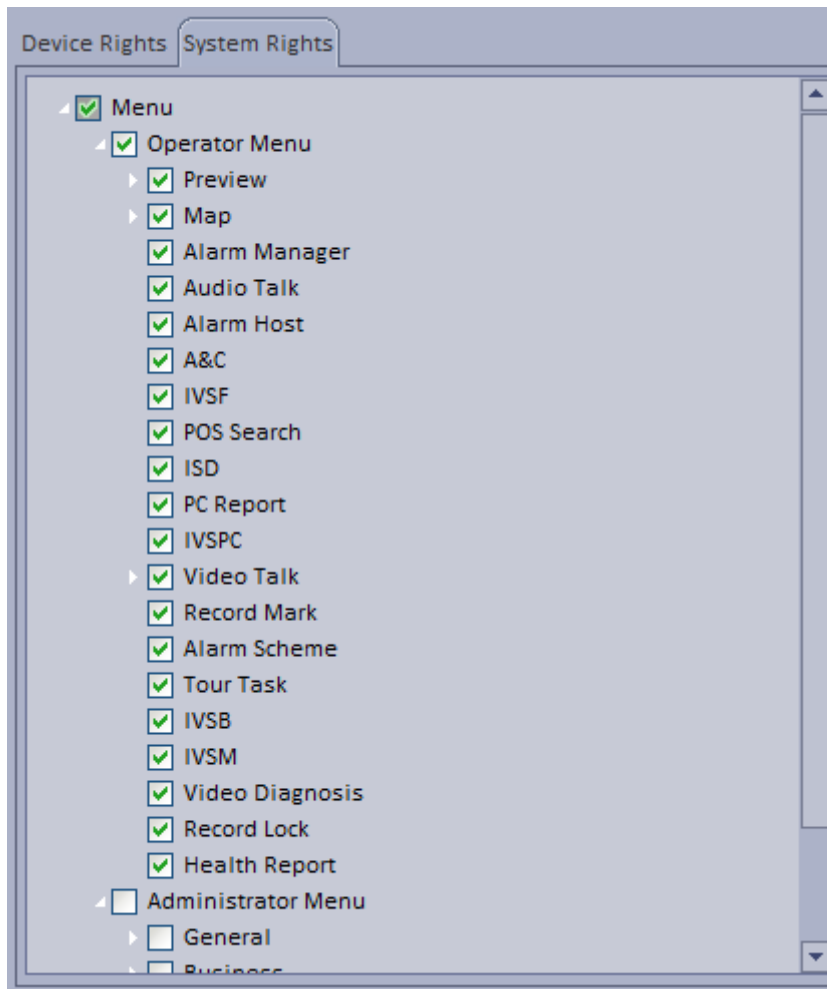 Device Rights System Rights
Menu
Operator Menu
Preview
Map
Alarm Manager
Audio Talk
Alarm Host
A&C
IVSF
POS Search
ISD
PC Report
IVSPC
Video Talk
Record Mark
Alarm Scheme
Tour Task
IVSB
IVSM
Video Diagnosis
Record Lock
Health Report
Administrator Menu
General
Business